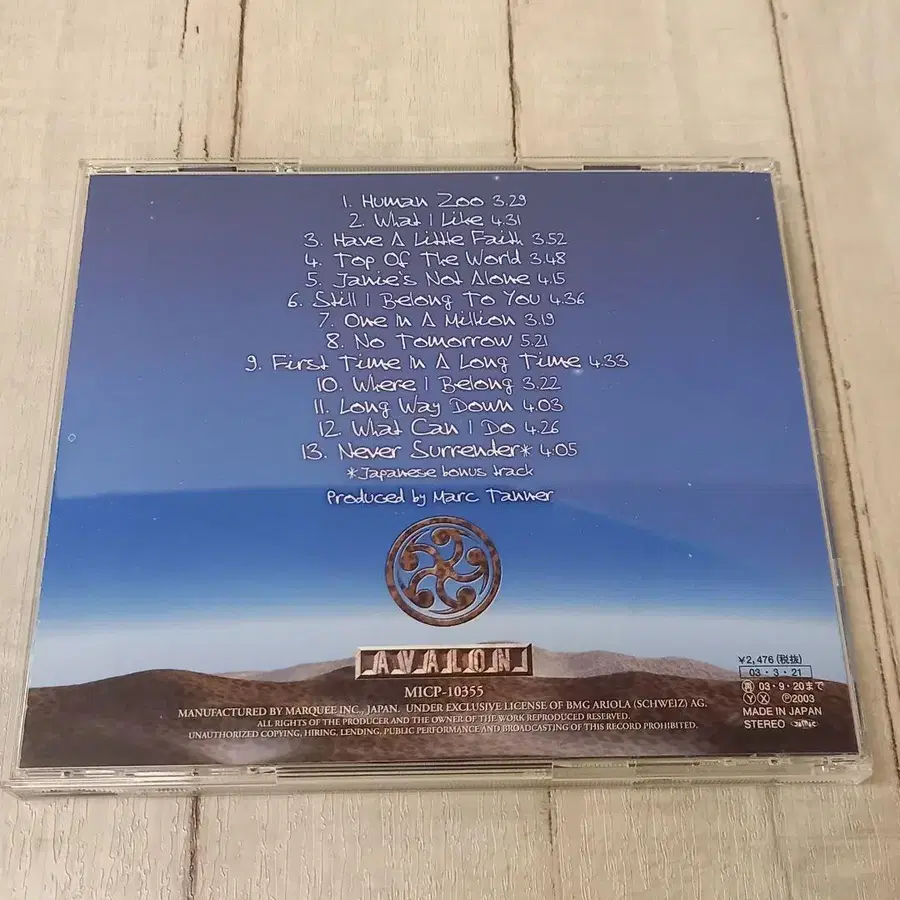 1. Human Zoo 3.29
2. What I Like 4.31
3. Have A Little Faith 3.52
4. Top Of The World 3.48
5. Janie's Not Alone 4.15
6. Still I Belong To You 4.36
7. One In A Million 3.19
8. No Tomorrow 5.21
9. First Time In A Long Time 4.33
10. Where I Belong 3.22
11. Long Way Down 4.03
12. What Can I Do 4.26
13. Never Surrender* 4.05
*Japanese bonus track
Produced by Marc Tanner
AVALON
MICP-10355
MANUFACTURED BY MARQUEE INC., JAPAN. UNDER EXCLUSIVE LICENSE OF BMG ARIOLA (SCHWEIZ) AG.
ALL RIGHTS OF THE PRODUCER AND THE OWNER OF THE WORK REPRODUCED RESERVED.
UNAUTHORIZED COPYING, HIRING, LENDING, PUBLIC PERFORMANCE AND BROADCASTING OF THIS RECORD PROHIBITED.
¥2,476 (税抜)
03・3・21
再 03・9・20まで
Ⓨ Ⓧ Ⓟ2003
MADE IN JAPAN
STEREO